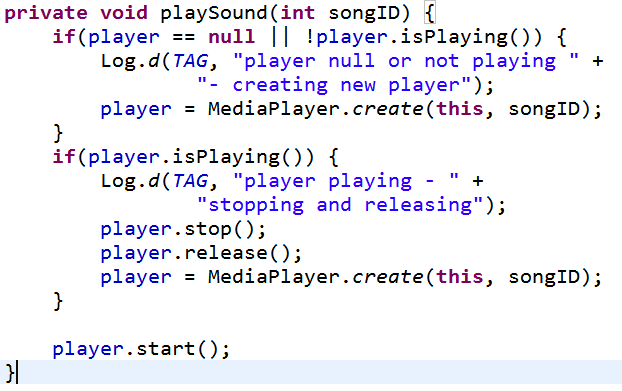 private void playSound(int songID) {
    if(player == null || !player.isPlaying()) {
        Log.d(TAG, "player null or not playing " +
                "- creating new player");
        player = MediaPlayer.create(this, songID);
    }
    if(player.isPlaying()) {
        Log.d(TAG, "player playing - " +
                "stopping and releasing");
        player.stop();
        player.release();
        player = MediaPlayer.create(this, songID);
    }

    player.start();
}